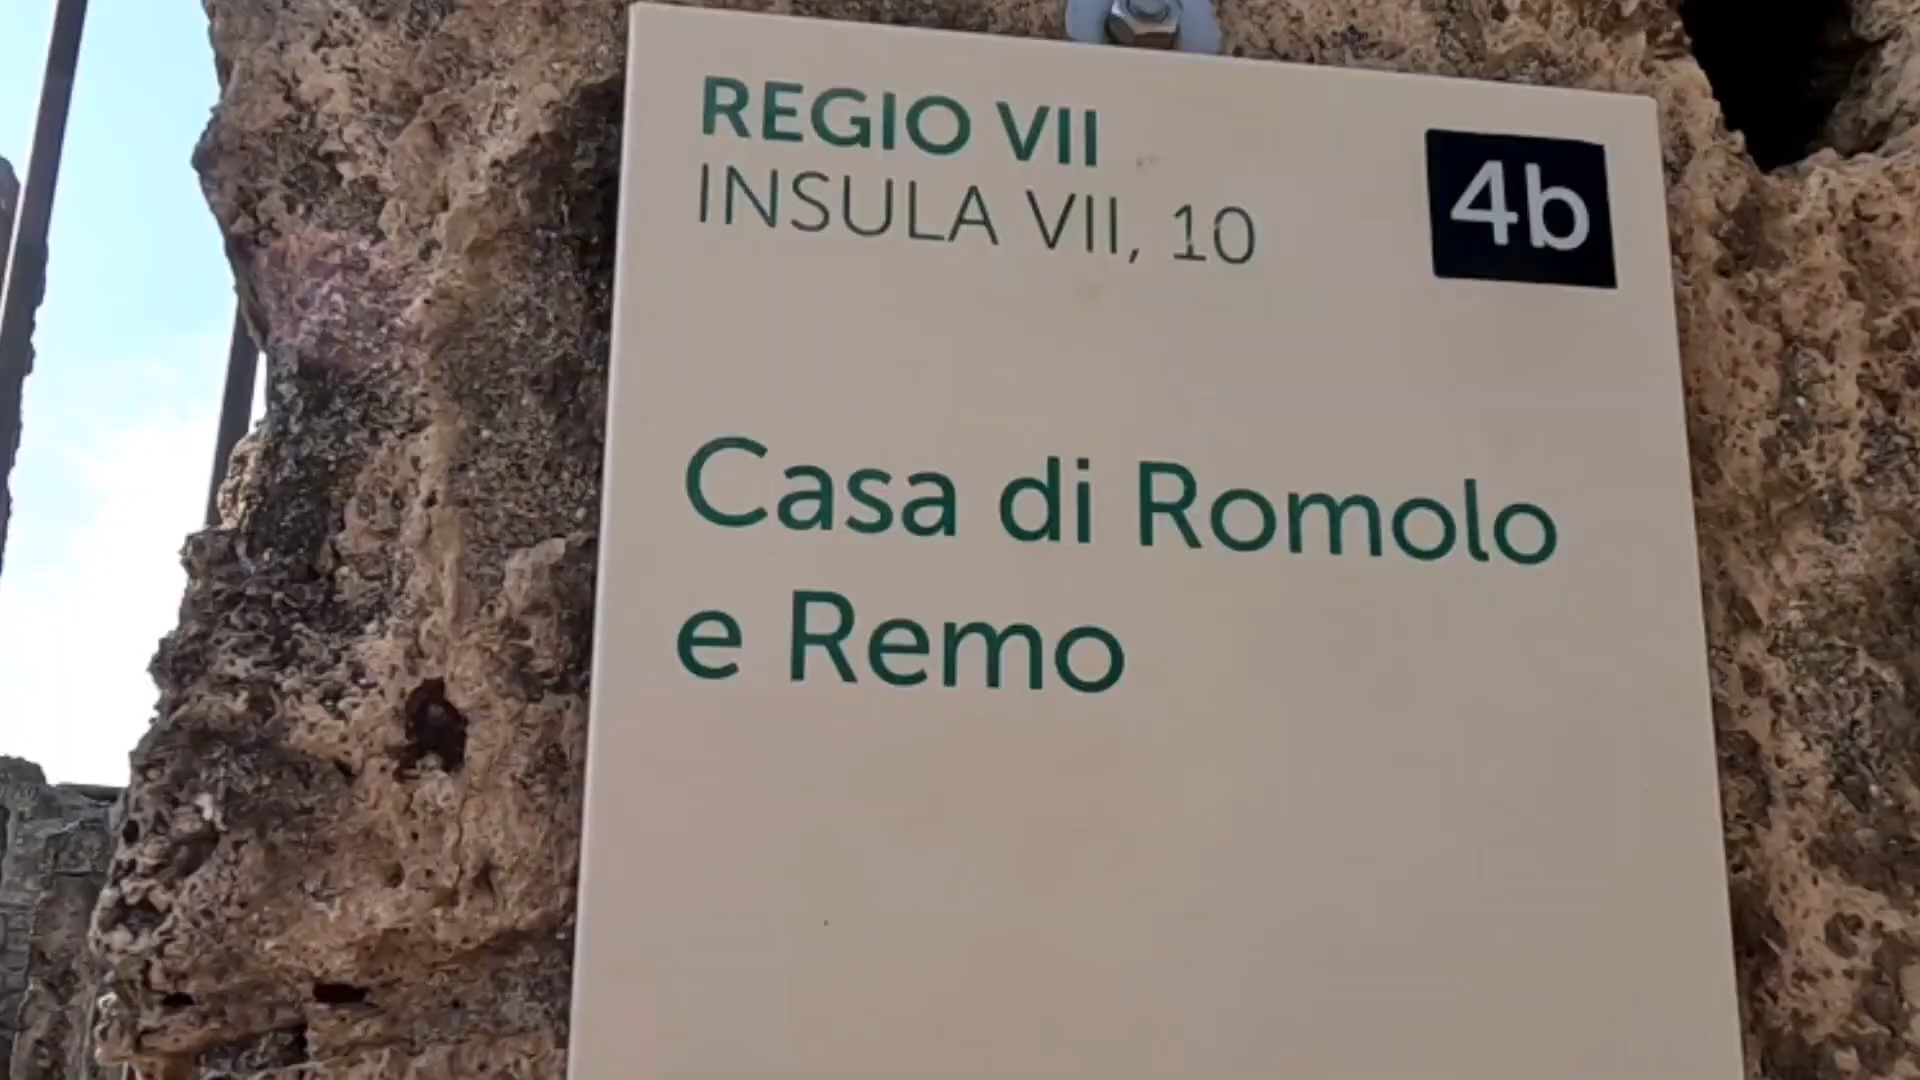 REGIO VII
INSULA VII, 10
4b
Casa di Romolo
e Remo